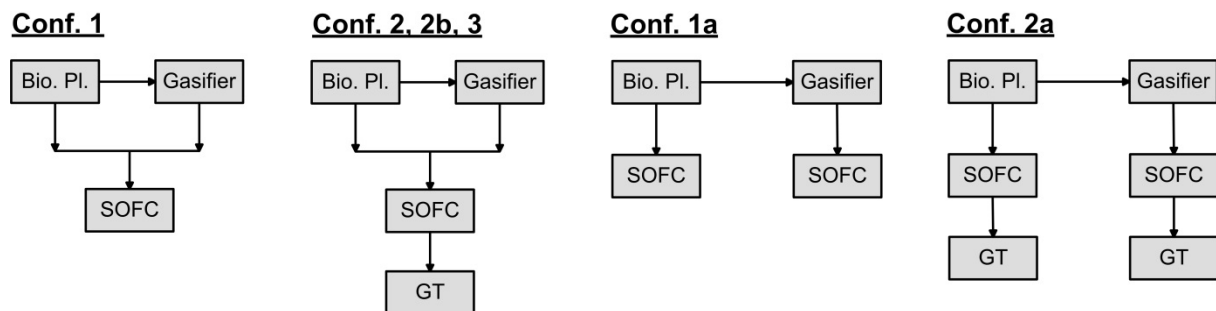 Conf. 1
Bio. Pl.
Gasifier
SOFC
Conf. 2, 2b, 3
Bio. Pl.
Gasifier
SOFC
GT
Conf. 1a
Bio. Pl.
Gasifier
SOFC
SOFC
Conf. 2a
Bio. Pl.
Gasifier
SOFC
SOFC
GT
GT